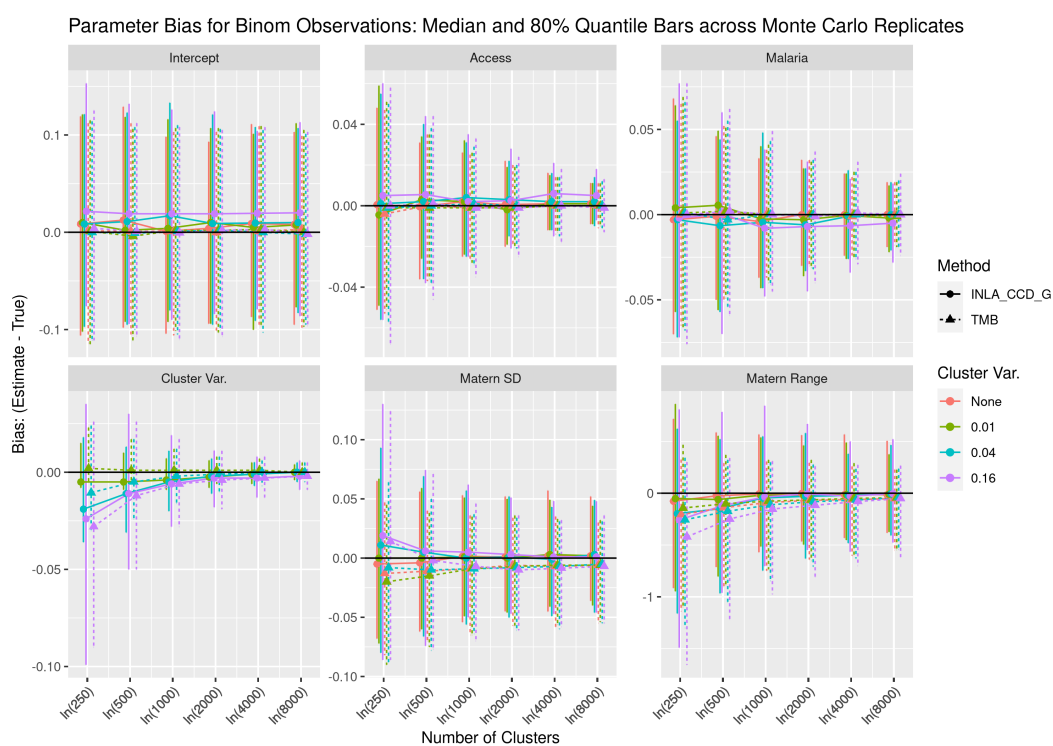 Parameter Bias for Binom Observations: Median and 80% Quantile Bars across Monte Carlo Replicates
Intercept
Access
Malaria
0.1
0.0
-0.1
0.04
0.00
-0.04
0.05
0.00
-0.05
Bias: (Estimate - True)
Cluster Var.
Matern SD
Matern Range
0.00
-0.05
-0.10
0.10
0.05
0.00
-0.05
-0.10
0
-1
ln(250)
ln(500)
ln(1000)
ln(2000)
ln(4000)
ln(8000)
ln(250)
ln(500)
ln(1000)
ln(2000)
ln(4000)
ln(8000)
ln(250)
ln(500)
ln(1000)
ln(2000)
ln(4000)
ln(8000)
Number of Clusters
Method
INLA_CCD_G
TMB
Cluster Var.
None
0.01
0.04
0.16